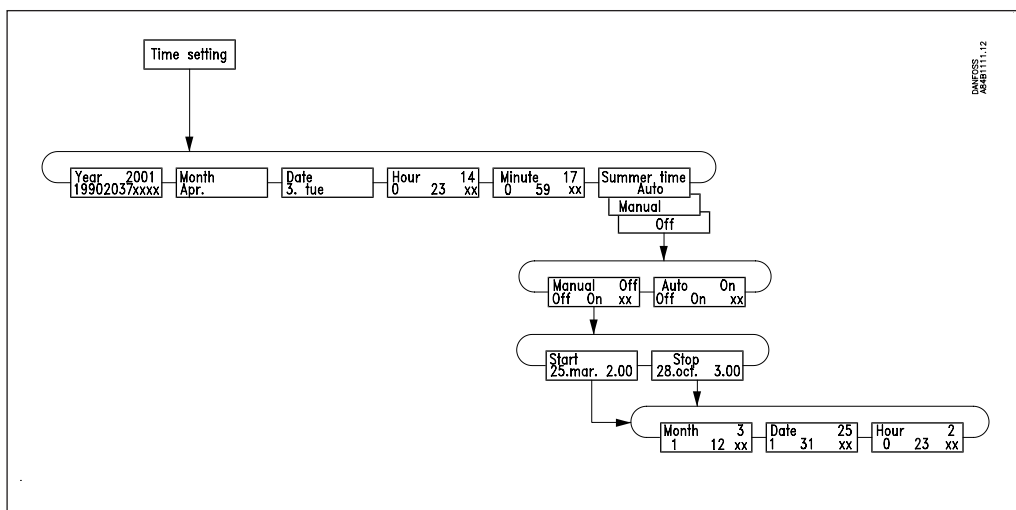 Time setting
DANFOSS
A84B1111.12
Year 2001
19902037xxxx
Month
Apr.
Date
3. tue
Hour 14
0 23 xx
Minute 17
0 59 xx
Summer time
Auto
Manual
Off
Manual Off
Off On xx
Auto On
Off On xx
Start
25.mar. 2.00
Stop
28.oct. 3.00
Month 3
1 12 xx
Date 25
1 31 xx
Hour 2
0 23 xx